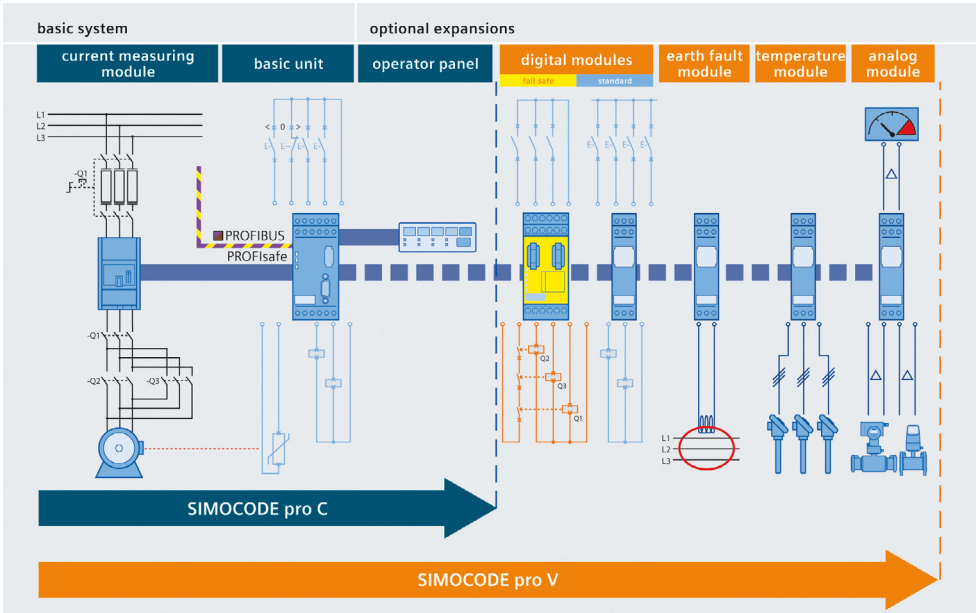 basic system
optional expansions
current measuring
module
basic unit
operator panel
digital modules
fail-safe
standard
earth fault
module
temperature
module
analog
module
L1
L2
L3
-Q1
< 0 >
E-
E--
E-
E-
E-
E-
E-
E-
PROFIBUS
PROFIsafe
-Q1
-Q2
-Q3
Q2
Q3
Q1
L1
L2
L3
SIMOCODE pro C
SIMOCODE pro V